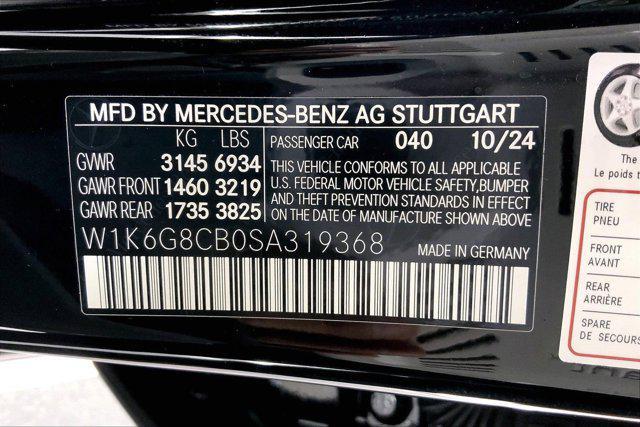 MFD BY MERCEDES-BENZ AG STUTTGART
KG LBS
GVWR 3145 6934
GAWR FRONT 1460 3219
GAWR REAR 1735 3825
PASSENGER CAR 040 10/24
THIS VEHICLE CONFORMS TO ALL APPLICABLE
U.S. FEDERAL MOTOR VEHICLE SAFETY, BUMPER
AND THEFT PREVENTION STANDARDS IN EFFECT
ON THE DATE OF MANUFACTURE SHOWN ABOVE
W1K6G8CB0SA319368
MADE IN GERMANY
The
Le poids
TIRE
PNEU
FRONT
AVANT
REAR
ARRIÈRE
SPARE
DE SECOURS